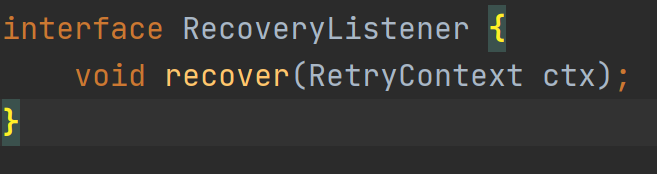 interface RecoveryListener {
    void recover(RetryContext ctx);
}